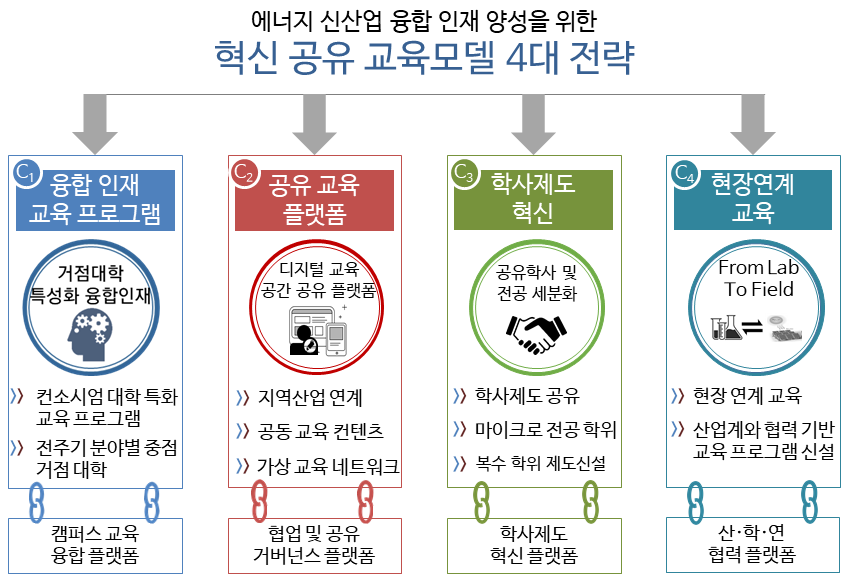 에너지 신산업 융합 인재 양성을 위한
혁신 공유 교육모델 4대 전략
C1
융합 인재
교육 프로그램
거점대학
특성화 융합인재
컨소시엄 대학 특화
교육 프로그램
전주기 분야별 중점
거점 대학
캠퍼스 교육
융합 플랫폼
C2
공유 교육
플랫폼
디지털 교육
공간 공유 플랫폼
지역산업 연계
공동 교육 컨텐츠
가상 교육 네트워크
협업 및 공유
거버넌스 플랫폼
C3
학사제도
혁신
공유학사 및
전공 세분화
학사제도 공유
마이크로 전공 학위
복수 학위 제도신설
학사제도
혁신 플랫폼
C4
현장연계
교육
From Lab
To Field
현장 연계 교육
산업계와 협력 기반
교육 프로그램 신설
산·학·연
협력 플랫폼